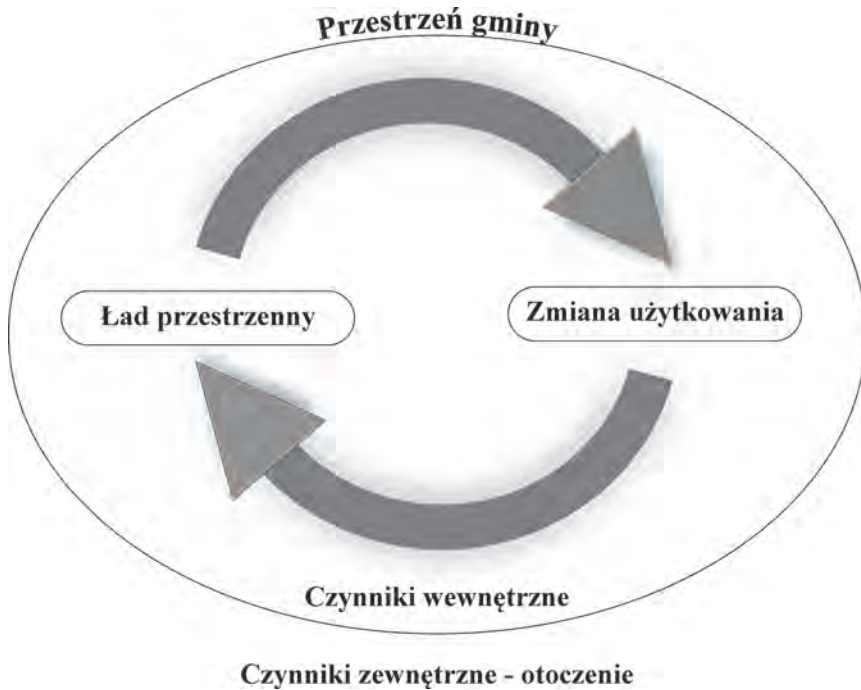 Przestrzeń gminy
Ład przestrzenny
Zmiana użytkowania
Czynniki wewnętrzne
Czynniki zewnętrzne - otoczenie